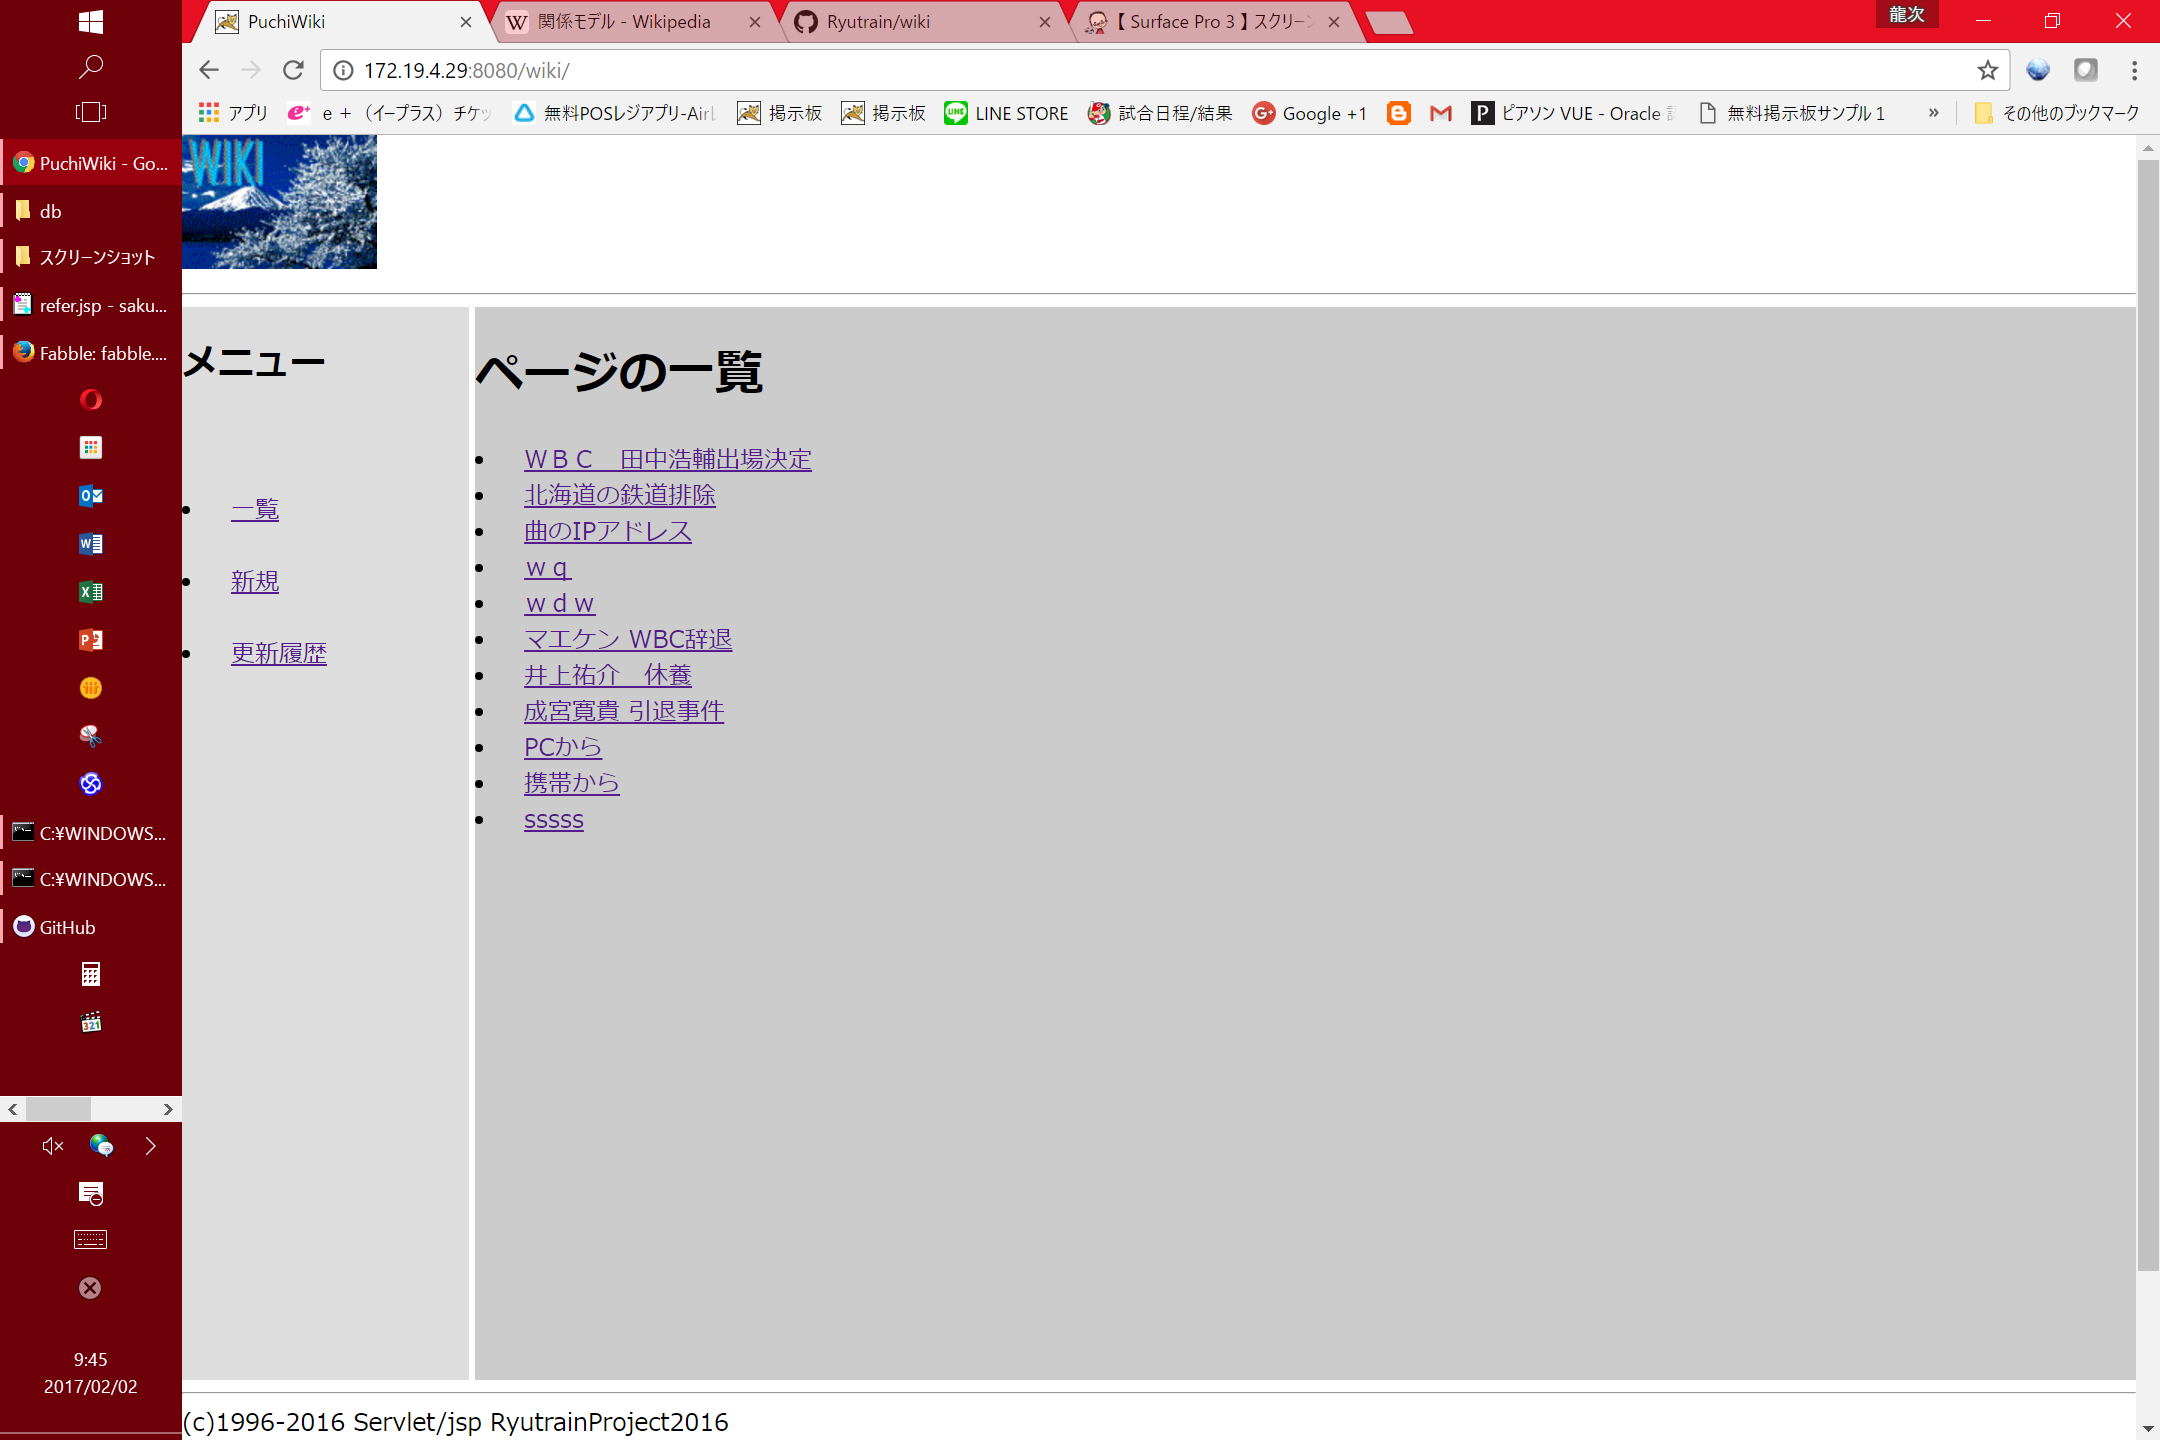 PuchiWiki
関係モデル - Wikipedia
Ryutrain/wiki
【 Surface Pro 3 】 スクリーン
龍次
172.19.4.29:8080/wiki/
アプリ
e + （イープラス）チケッ
無料POSレジアプリ-Air
掲示板
掲示板
LINE STORE
試合日程/結果
Google +1
ピアソン VUE - Oracle
無料掲示板サンプル 1
»
その他のブックマーク
PuchiWiki - Go...
db
スクリーンショット
refer.jsp - saku...
Fabble: fabble....
C:¥WINDOWS...
C:¥WINDOWS...
GitHub
9:45
2017/02/02
WIKI
メニュー
一覧
新規
更新履歴
ページの一覧
ＷＢＣ　田中浩輔出場決定
北海道の鉄道排除
曲のIPアドレス
ｗｑ
ｗｄｗ
マエケン WBC辞退
井上祐介　休養
成宮寛貴 引退事件
PCから
携帯から
sssss
(c)1996-2016 Servlet/jsp RyutrainProject2016